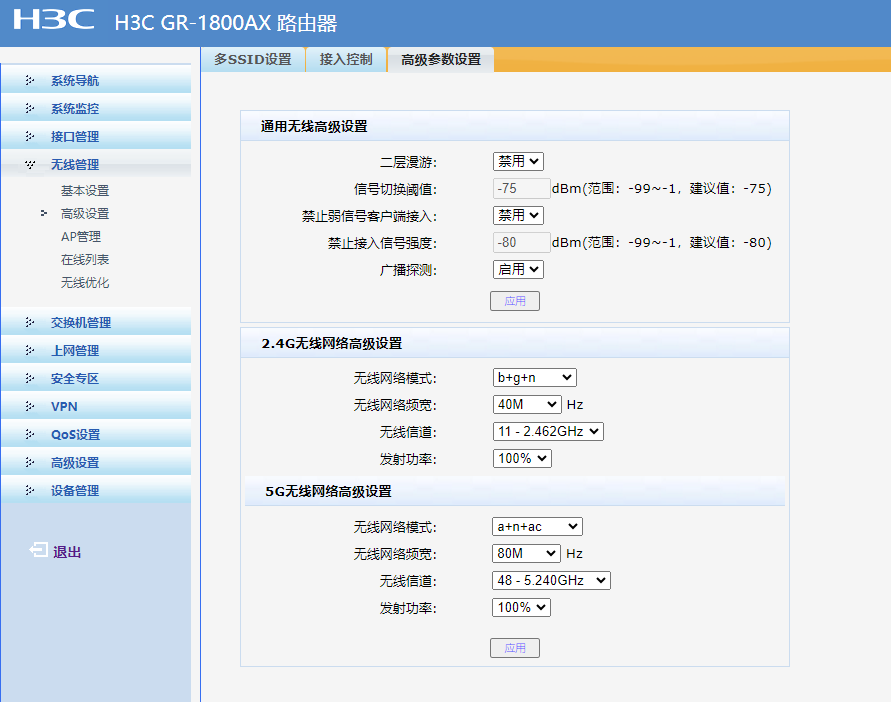 H3C H3C GR-1800AX 路由器
多SSID设置 接入控制 高级参数设置
系统导航
系统监控
接口管理
无线管理
基本设置
高级设置
AP管理
在线列表
无线优化
交换机管理
上网管理
安全专区
VPN
QoS设置
高级设置
设备管理
退出
通用无线高级设置
二层漫游: 禁用
信号切换阈值: -75 dBm(范围: -99~-1, 建议值: -75)
禁止弱信号客户端接入: 禁用
禁止接入信号强度: -80 dBm(范围: -99~-1, 建议值: -80)
广播探测: 启用
应用
2.4G无线网络高级设置
无线网络模式: b+g+n
无线网络频宽: 40M Hz
无线信道: 11 - 2.462GHz
发射功率: 100%
5G无线网络高级设置
无线网络模式: a+n+ac
无线网络频宽: 80M Hz
无线信道: 48 - 5.240GHz
发射功率: 100%
应用